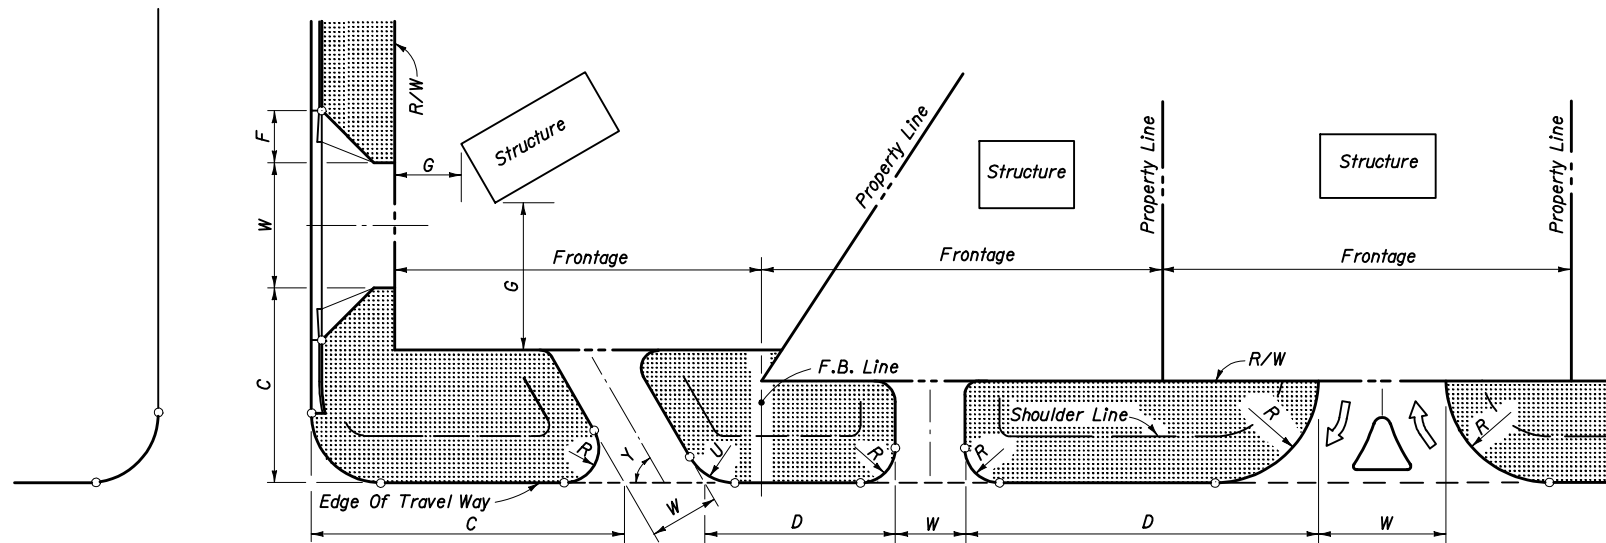 R/W
F
G
Structure
Property Line
Structure
Property Line
Structure
Property Line
W
Frontage
Frontage
Frontage
G
C
F.B. Line
R/W
Shoulder Line
R
R
R
Y
U
R
R
Edge Of Travel Way
W
C
D
W
D
W